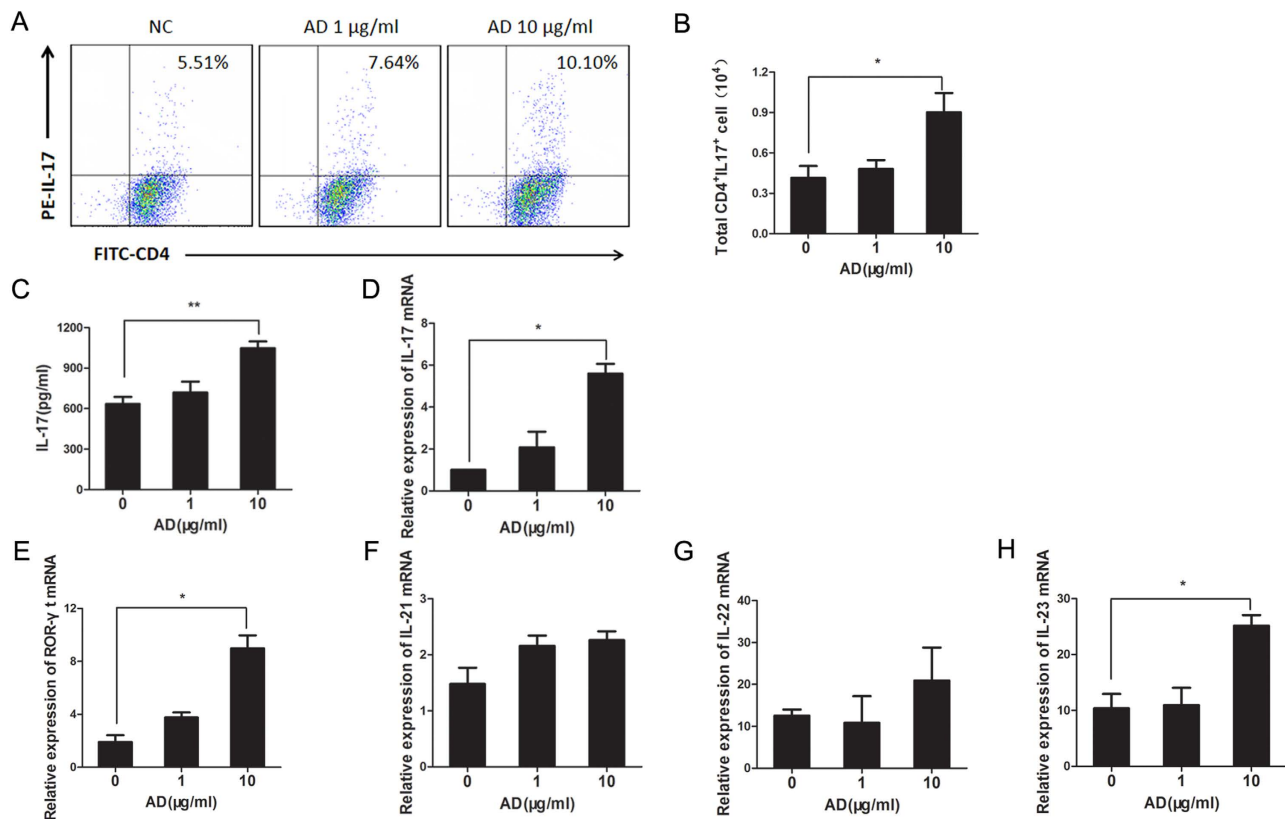 A
NC
AD 1 μg/ml
AD 10 μg/ml
5.51%
7.64%
10.10%
PE-IL-17
FITC-CD4
B
Total CD4+IL17+ cell (10⁴)
1.2
0.9
0.6
0.3
0.0
*
0 1 10
AD(μg/ml)
C
IL-17(pg/ml)
1200
900
600
300
0
**
0 1 10
AD(μg/ml)
D
Relative expression of IL-17 mRNA
8
6
4
2
0
*
0 1 10
AD(μg/ml)
E
Relative expression of ROR-γ t mRNA
12
8
4
0
*
0 1 10
AD(μg/ml)
F
Relative expression of IL-21 mRNA
3
2
1
0
0 1 10
AD(μg/ml)
G
Relative expression of IL-22 mRNA
40
30
20
10
0
0 1 10
AD(μg/ml)
H
Relative expression of IL-23 mRNA
30
20
10
0
*
0 1 10
AD(μg/ml)